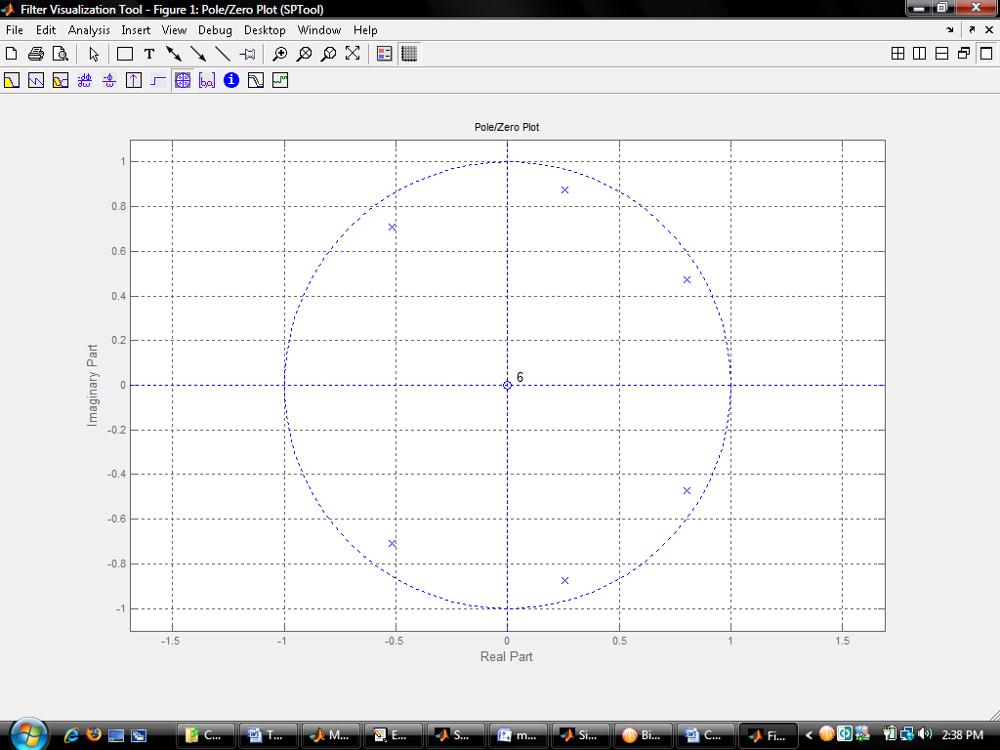 Filter Visualization Tool - Figure 1: Pole/Zero Plot (SPTool)
File Edit Analysis Insert View Debug Desktop Window Help
Pole/Zero Plot
1
0.8
0.6
0.4
0.2
0
-0.2
-0.4
-0.6
-0.8
-1
Imaginary Part
6
-1.5 -1 -0.5 0 0.5 1 1.5
Real Part
C... T... M... E... S... m... Si... Bi... C... Fi... 2:38 PM